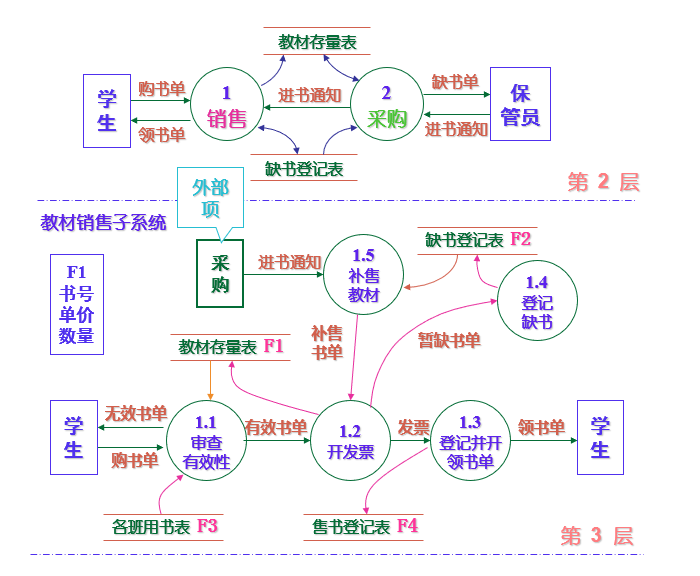 教材存量表
学
生
购书单
领书单
1
销售
进书通知
2
采购
缺书单
进书通知
保
管员
缺书登记表
第 2 层
外部
项
教材销售子系统
采
购
进书通知
1.5
补售
教材
缺书登记表 F2
1.4
登记
缺书
F1
书号
单价
数量
教材存量表 F1
补售
书单
暂缺书单
学
生
无效书单
购书单
1.1
审查
有效性
有效书单
1.2
开发票
发票
1.3
登记并开
领书单
领书单
学
生
各班用书表 F3
售书登记表 F4
第 3 层